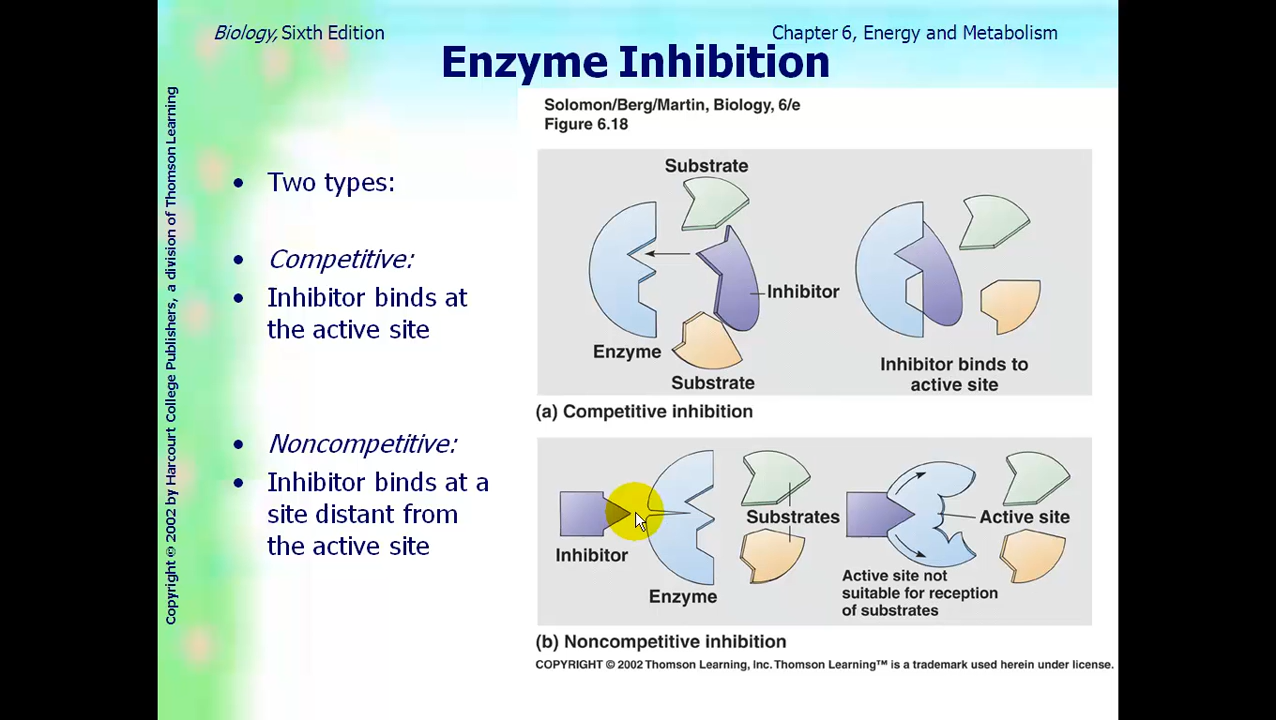 Biology, Sixth Edition
Chapter 6, Energy and Metabolism
Enzyme Inhibition
Copyright © 2002 by Harcourt College Publishers, a division of Thomson Learning
• Two types:
• Competitive:
• Inhibitor binds at
the active site
• Noncompetitive:
• Inhibitor binds at a
site distant from
the active site
Solomon/Berg/Martin, Biology, 6/e
Figure 6.18
Substrate
Inhibitor
Enzyme
Substrate
Inhibitor binds to
active site
(a) Competitive inhibition
Inhibitor
Enzyme
Substrates
Active site
Active site not
suitable for reception
of substrates
(b) Noncompetitive inhibition
COPYRIGHT © 2002 Thomson Learning, Inc. Thomson Learning™ is a trademark used herein under license.